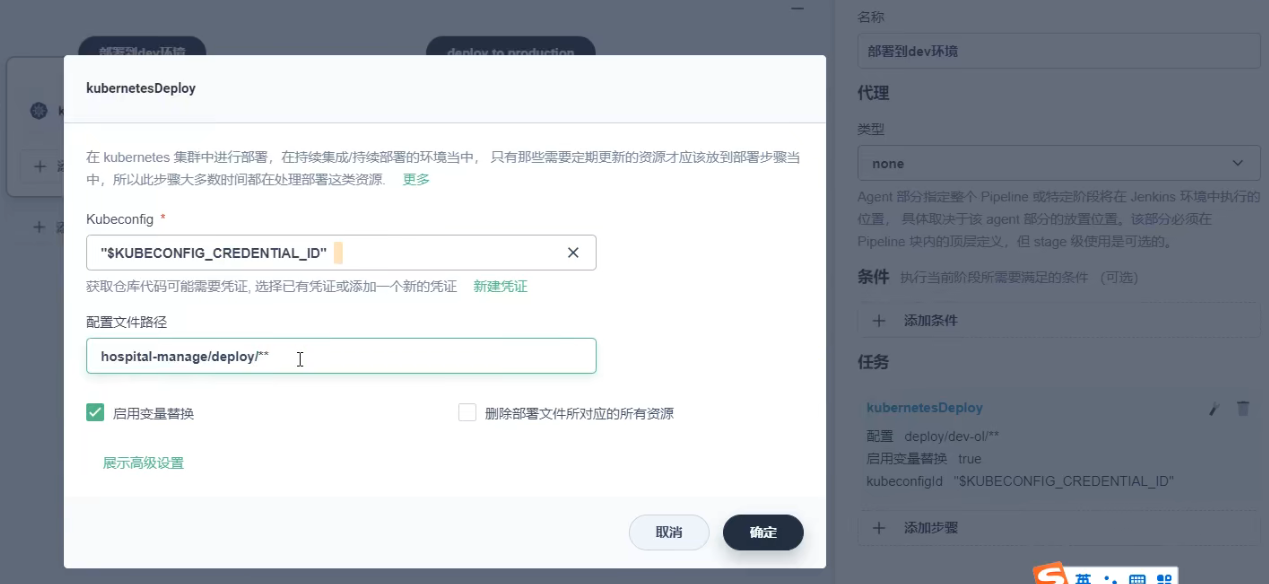 部署到dev环境
deploy to production
kubernetesDeploy
在 kubernetes 集群中进行部署，在持续集成/持续部署的环境当中， 只有那些需要定期更新的资源才应该放到部署步骤当
中，所以此步骤大多数时间都在处理部署这类资源. 更多
Kubeconfig *
"$KUBECONFIG_CREDENTIAL_ID"
获取仓库代码可能需要凭证, 选择已有凭证或添加一个新的凭证 新建凭证
配置文件路径
hospital-manage/deploy/**
启用变量替换 删除部署文件所对应的所有资源
展示高级设置
取消 确定
名称
部署到dev环境
代理
类型
none
Agent 部分指定整个 Pipeline 或特定阶段将在 Jenkins 环境中执行的
位置， 具体取决于该 agent 部分的放置位置。该部分必须在
Pipeline 块内的顶层定义，但 stage 级使用是可选的。
条件 执行当前阶段所需要满足的条件 （可选）
添加条件
任务
kubernetesDeploy
配置 deploy/dev-ol/**
启用变量替换 true
kubeconfigId "$KUBECONFIG_CREDENTIAL_ID"
添加步骤
英